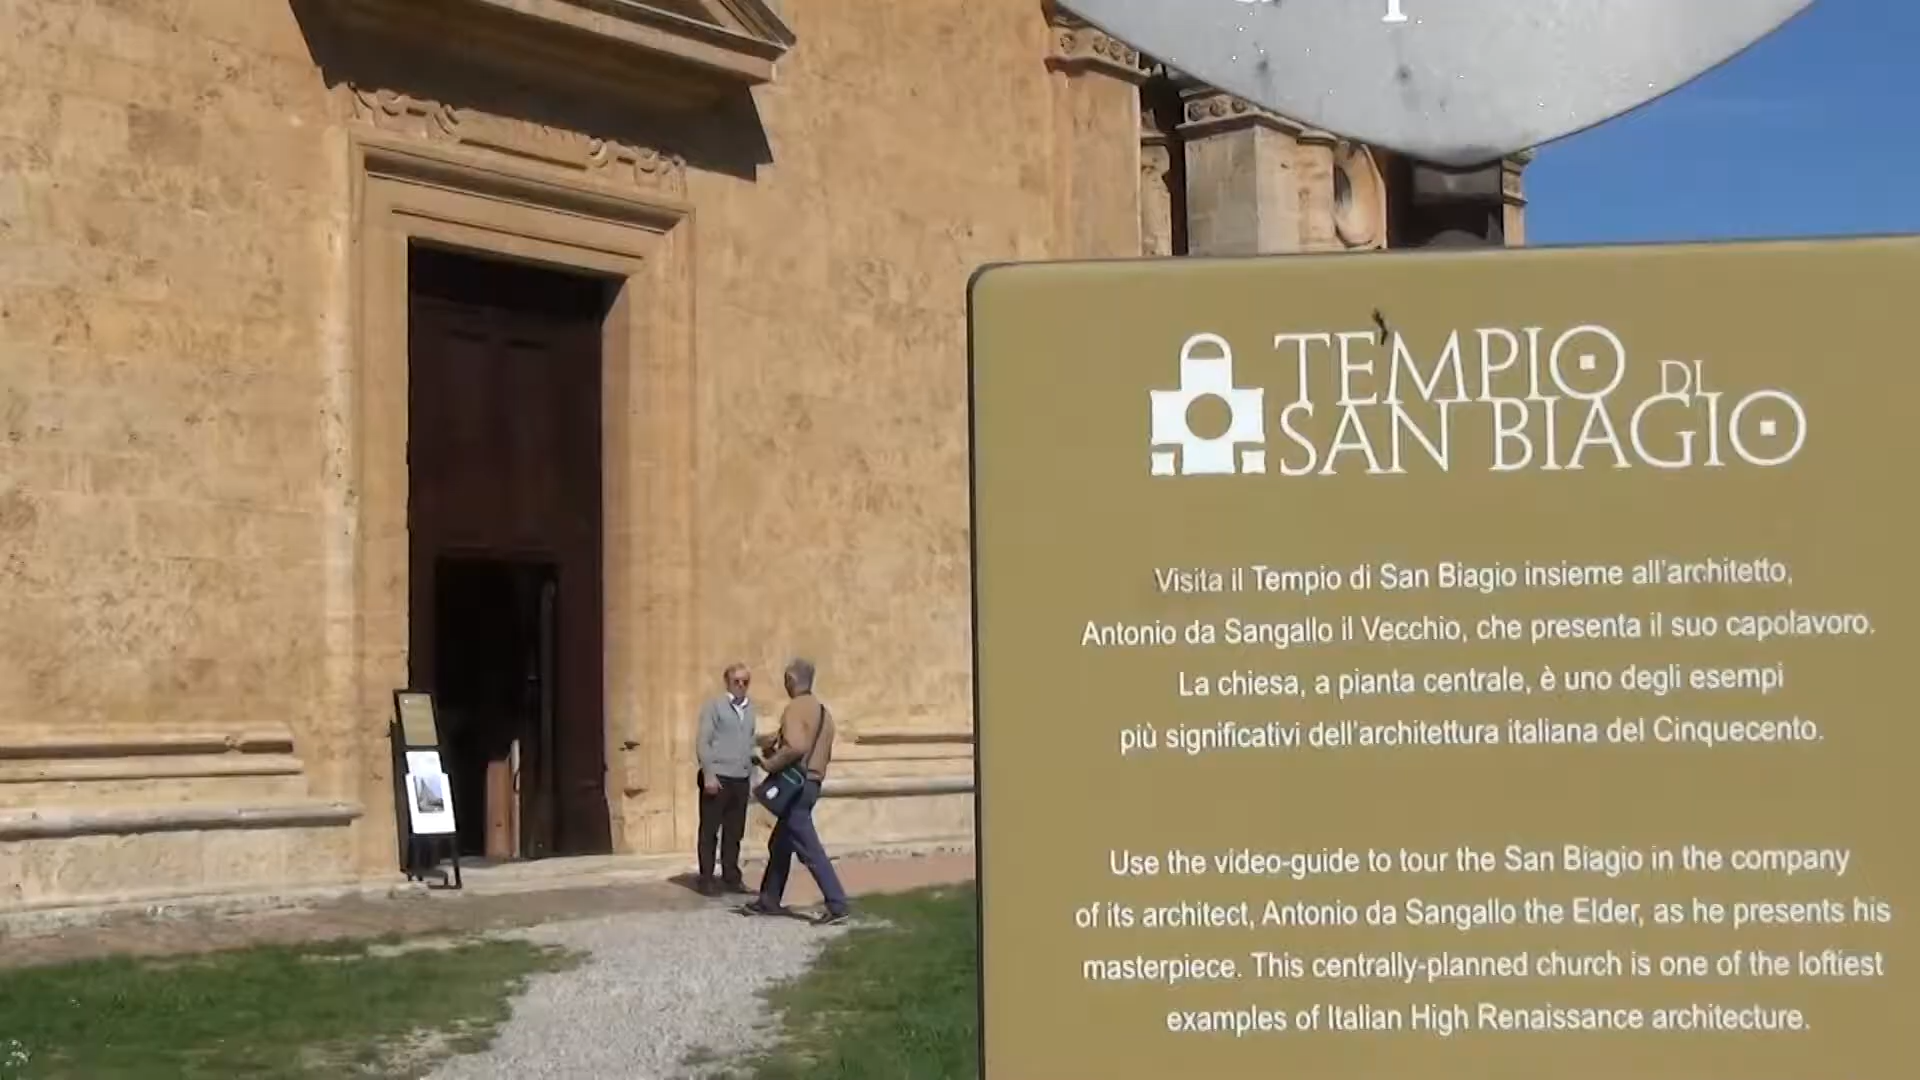 TEMPIO DI
SAN BIAGIO
Visita il Tempio di San Biagio insieme all'architetto,
Antonio da Sangallo il Vecchio, che presenta il suo capolavoro.
La chiesa, a pianta centrale, è uno degli esempi
più significativi dell'architettura italiana del Cinquecento.
Use the video-guide to tour the San Biagio in the company
of its architect, Antonio da Sangallo the Elder, as he presents his
masterpiece. This centrally-planned church is one of the loftiest
examples of Italian High Renaissance architecture.